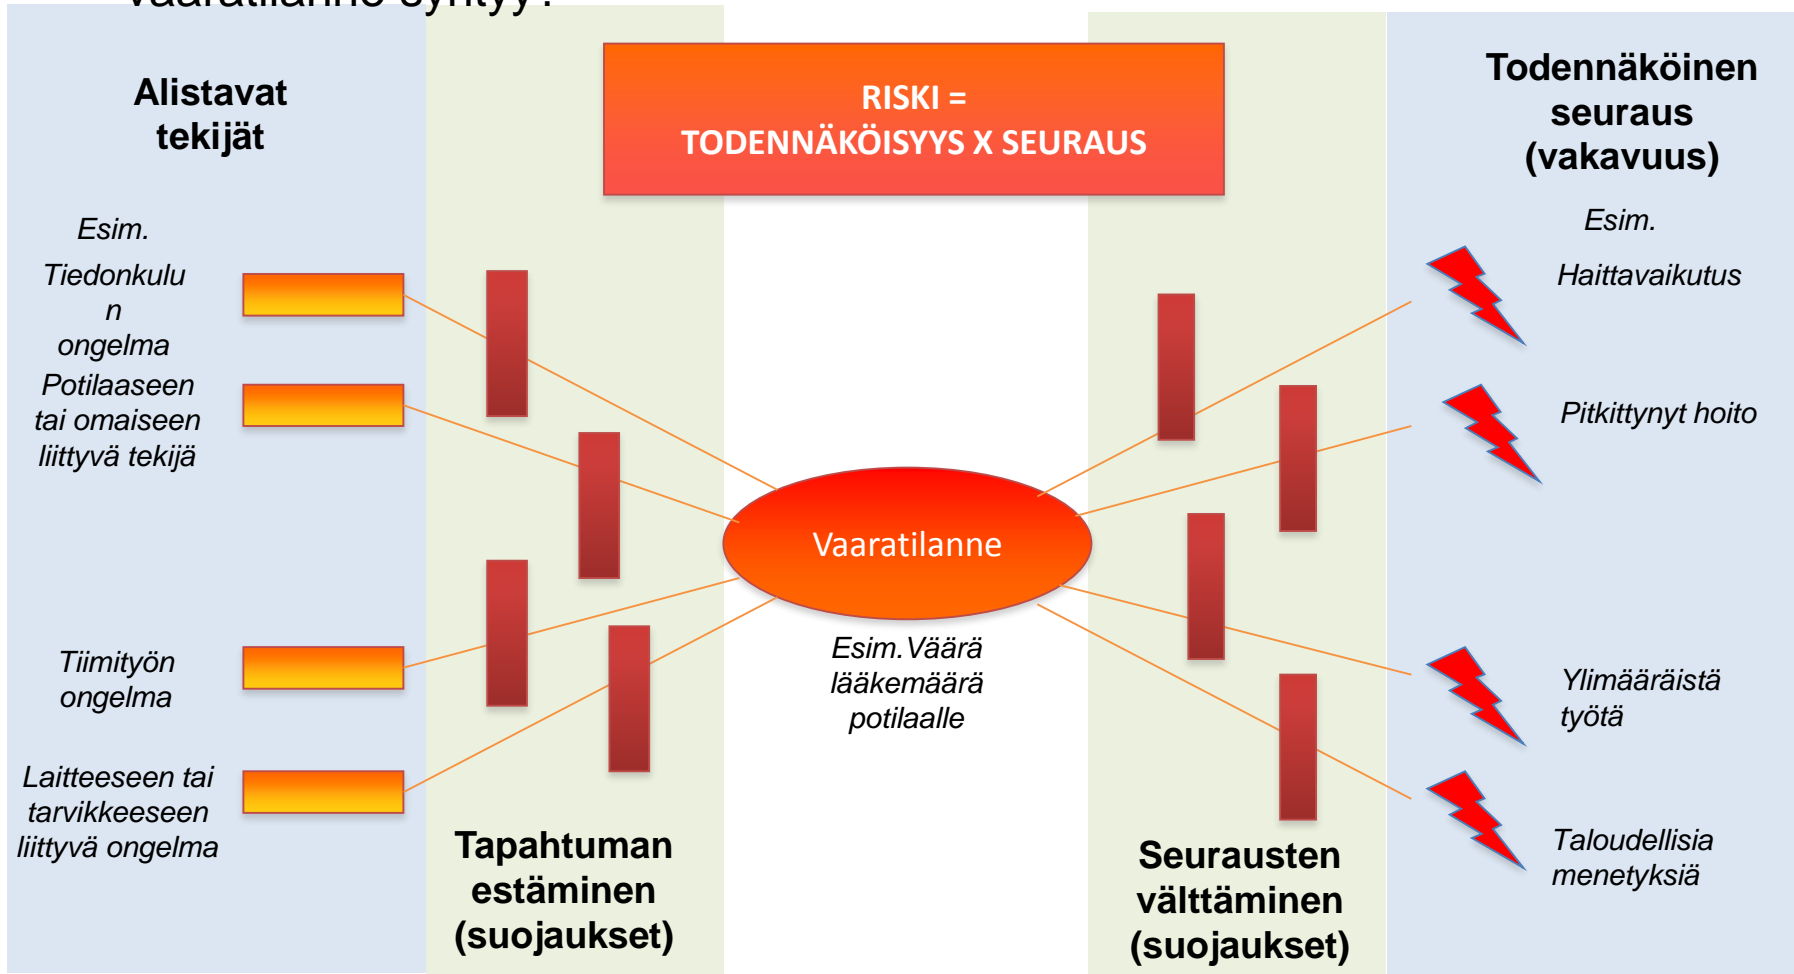 Vaaratilanne syntyy?
Alistavat
tekijät
RISKI =
TODENNÄKÖISYYS X SEURAUS
Todennäköinen
seuraus
(vakavuus)
Esim.
Tiedonkulu
n
ongelma
Potilaaseen
tai omaiseen
liittyvä tekijä
Tiimityön
ongelma
Laitteeseen tai
tarvikkeeseen
liittyvä ongelma
Tapahtuman
estäminen
(suojaukset)
Vaaratilanne
Esim.Väärä
lääkemäärä
potilaalle
Seurausten
välttäminen
(suojaukset)
Esim.
Haittavaikutus
Pitkittynyt hoito
Ylimääräistä
työtä
Taloudellisia
menetyksiä